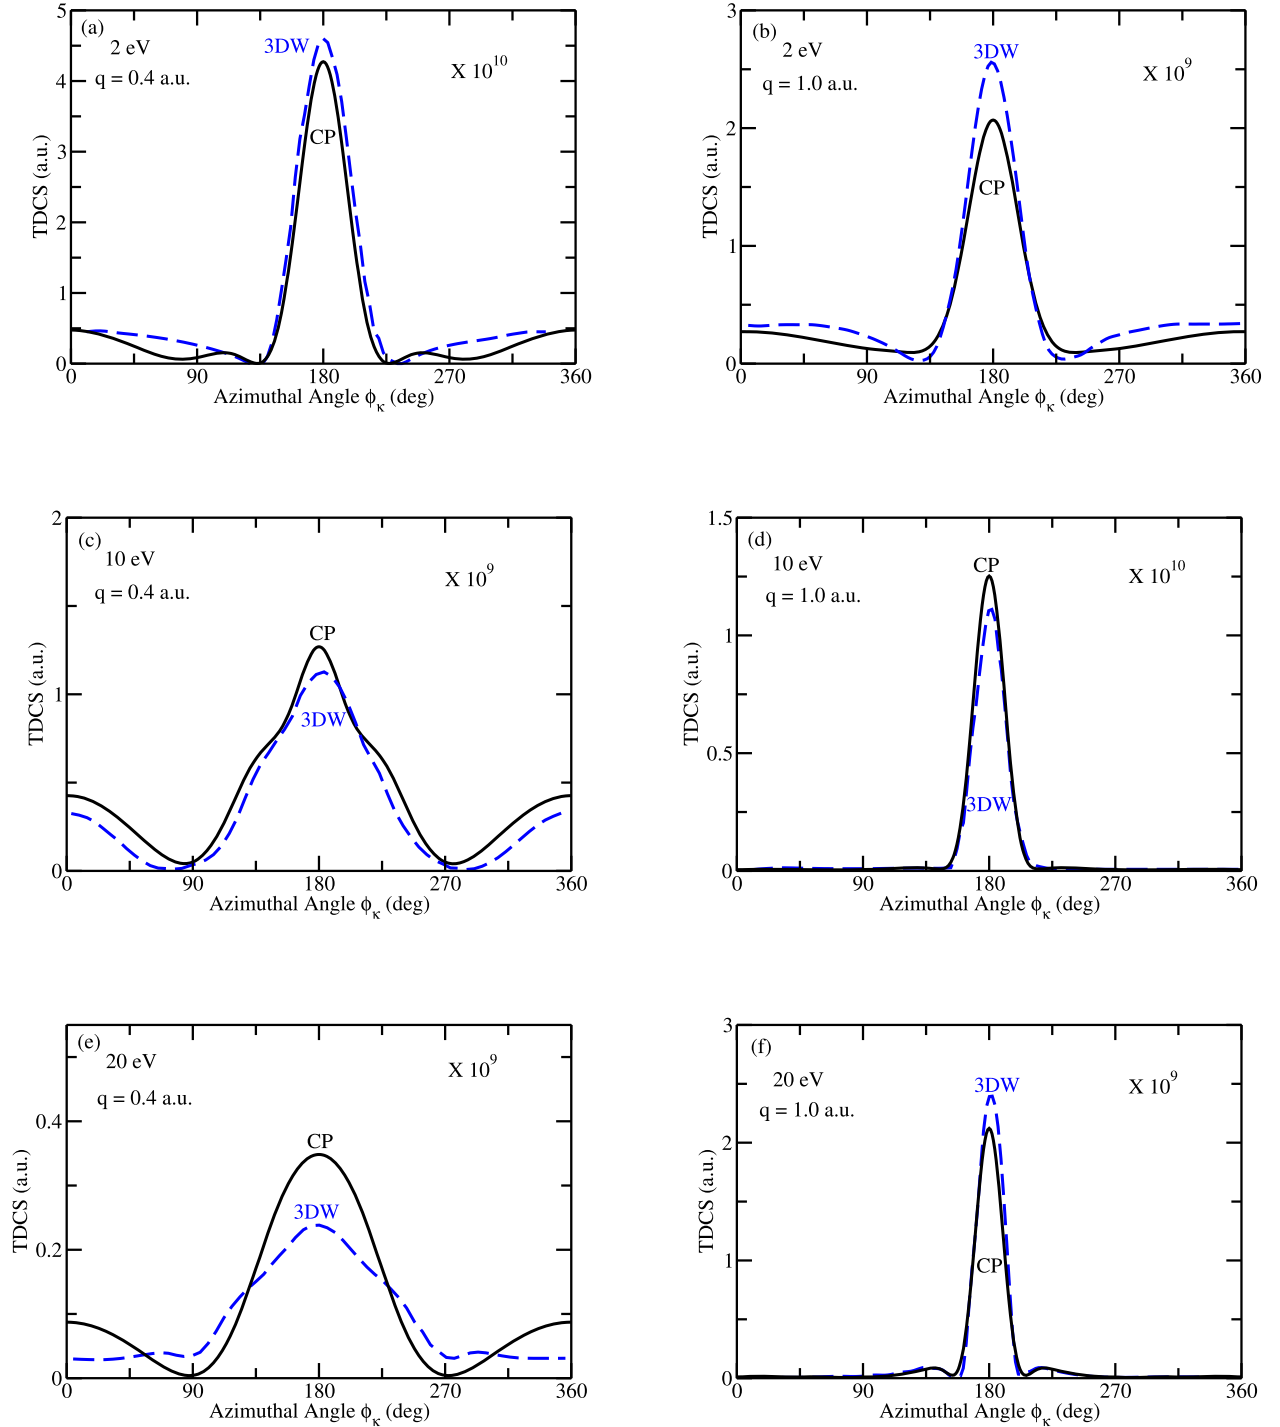 (a)
2 eV
q = 0.4 a.u.
3DW
X 10^10
CP
TDCS (a.u.)
5
4
3
2
1
0
0 90 180 270 360
Azimuthal Angle ϕ_κ (deg)
(b)
2 eV
q = 1.0 a.u.
3DW
X 10^9
CP
TDCS (a.u.)
3
2
1
0
0 90 180 270 360
Azimuthal Angle ϕ_κ (deg)
(c)
10 eV
q = 0.4 a.u.
X 10^9
CP
3DW
TDCS (a.u.)
2
1
0
0 90 180 270 360
Azimuthal Angle ϕ_κ (deg)
(d)
10 eV
q = 1.0 a.u.
CP
X 10^10
3DW
TDCS (a.u.)
1.5
1
0.5
0
0 90 180 270 360
Azimuthal Angle ϕ_κ (deg)
(e)
20 eV
q = 0.4 a.u.
X 10^9
CP
3DW
TDCS (a.u.)
0.4
0.2
0
0 90 180 270 360
Azimuthal Angle ϕ_κ (deg)
(f)
20 eV
q = 1.0 a.u.
3DW
X 10^9
CP
TDCS (a.u.)
3
2
1
0
0 90 180 270 360
Azimuthal Angle ϕ_κ (deg)